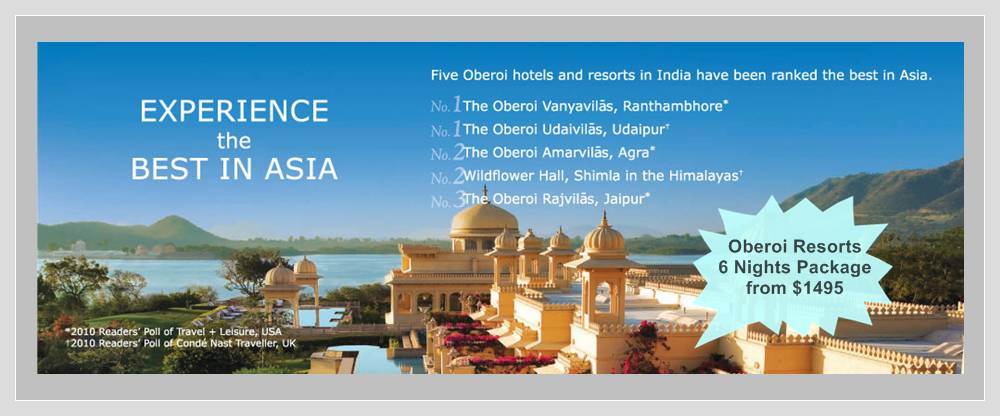 EXPERIENCE
the
BEST IN ASIA
Five Oberoi hotels and resorts in India have been ranked the best in Asia.
No. 1 The Oberoi Vanyavilās, Ranthambhore*
No. 1 The Oberoi Udaivilās, Udaipur†
No. 2 The Oberoi Amarvilās, Agra*
No. 2 Wildflower Hall, Shimla in the Himalayas†
No. 3 The Oberoi Rajvilās, Jaipur*
Oberoi Resorts
6 Nights Package
from $1495
*2010 Readers' Poll of Travel + Leisure, USA
†2010 Readers' Poll of Condé Nast Traveller, UK